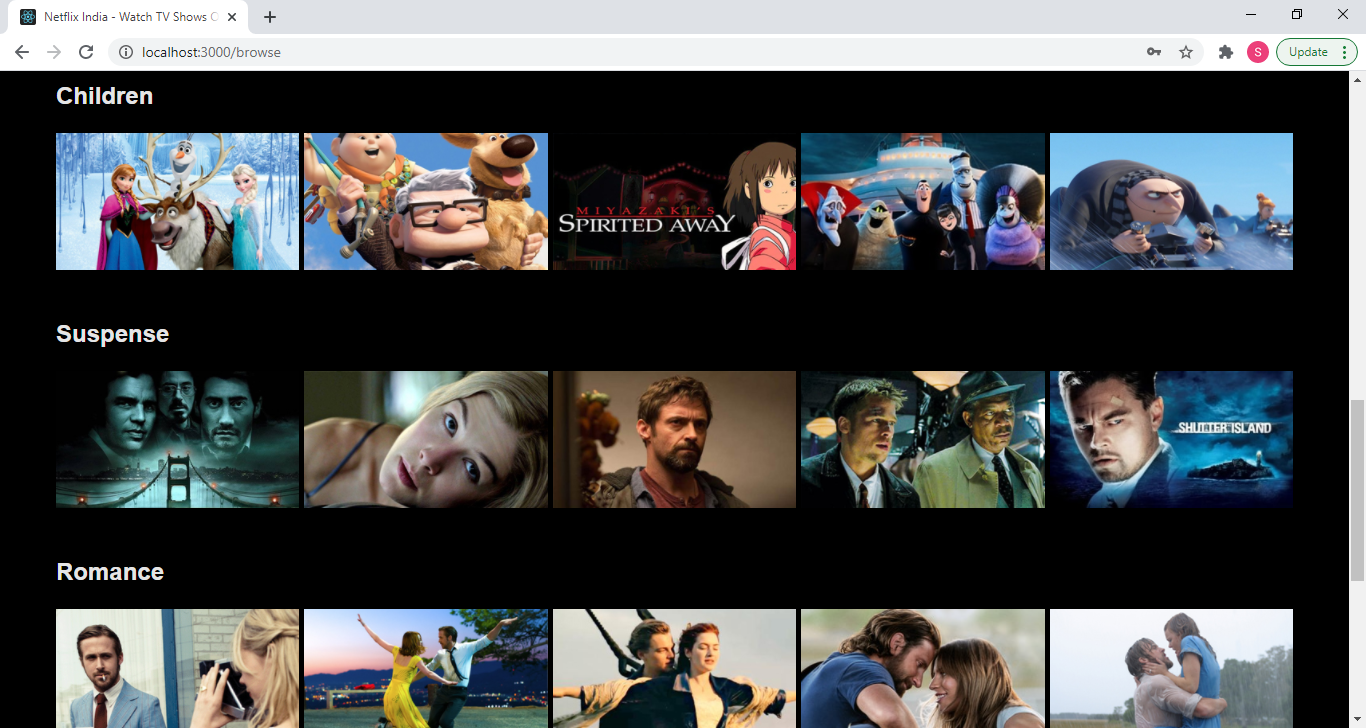 Netflix India - Watch TV Shows O
localhost:3000/browse
S
Update
Children
MIYAZAKI'S
SPIRITED AWAY
Suspense
SHUTTER ISLAND
Romance